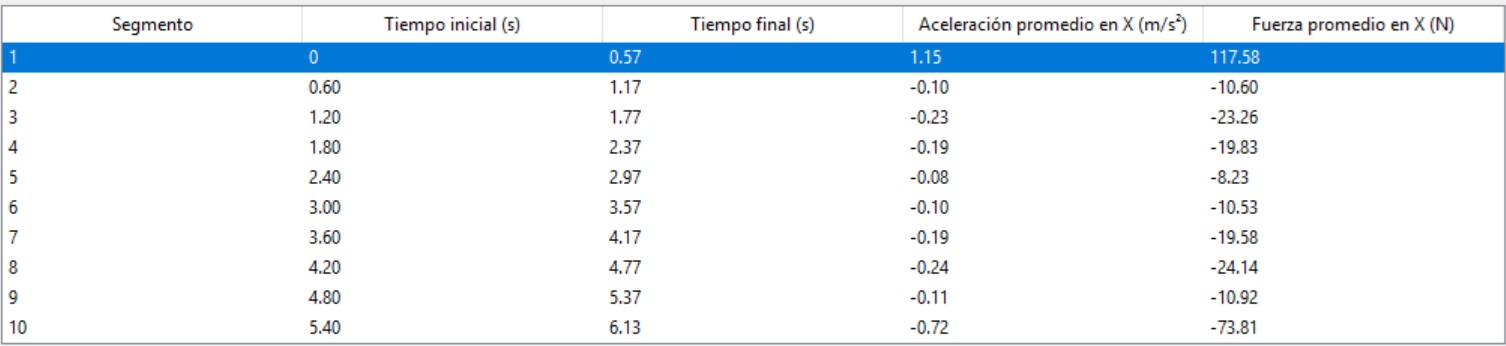 Segmento Tiempo inicial (s) Tiempo final (s) Aceleración promedio en X (m/s²) Fuerza promedio en X (N)
1 0 0.57 1.15 117.58
2 0.60 1.17 -0.10 -10.60
3 1.20 1.77 -0.23 -23.26
4 1.80 2.37 -0.19 -19.83
5 2.40 2.97 -0.08 -8.23
6 3.00 3.57 -0.10 -10.53
7 3.60 4.17 -0.19 -19.58
8 4.20 4.77 -0.24 -24.14
9 4.80 5.37 -0.11 -10.92
10 5.40 6.13 -0.72 -73.81